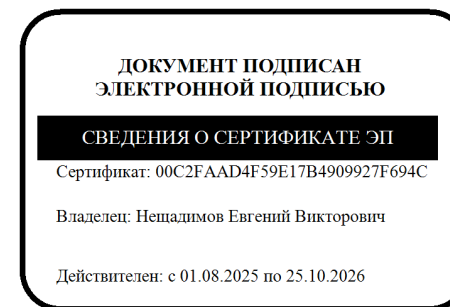 ДОКУМЕНТ ПОДПИСАН
ЭЛЕКТРОННОЙ ПОДПИСЬЮ
СВЕДЕНИЯ О СЕРТИФИКАТЕ ЭП
Сертификат: 00C2FAAD4F59E17B4909927F694C
Владелец: Нещадимов Евгений Викторович
Действителен: с 01.08.2025 по 25.10.2026